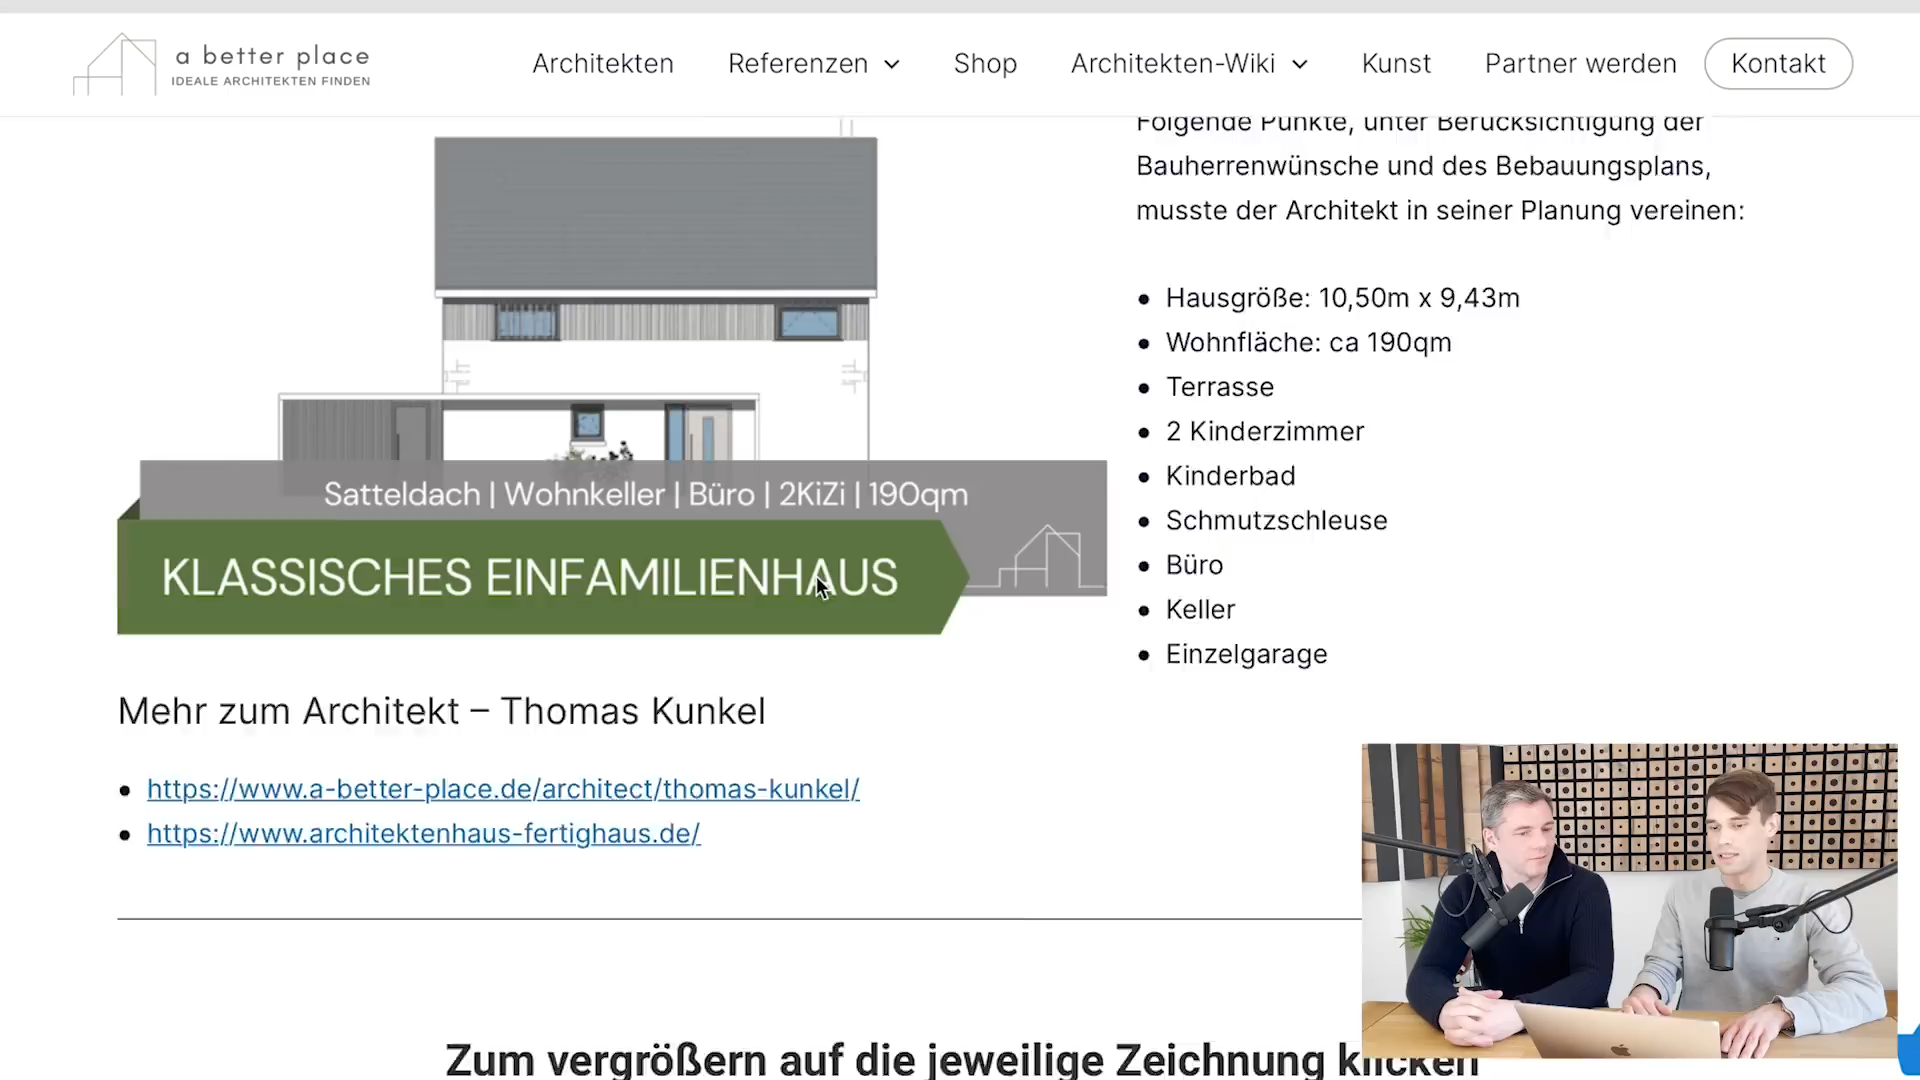 a better place
IDEALE ARCHITEKTEN FINDEN
Architekten
Referenzen
Shop
Architekten-Wiki
Kunst
Partner werden
Kontakt
Folgende Punkte, unter Berücksichtigung der
Bauherrenwünsche und des Bebauungsplans,
musste der Architekt in seiner Planung vereinen:
• Hausgröße: 10,50m x 9,43m
• Wohnfläche: ca 190qm
• Terrasse
• 2 Kinderzimmer
• Kinderbad
• Schmutzschleuse
• Büro
• Keller
• Einzelgarage
Satteldach | Wohnkeller | Büro | 2KiZi | 190qm
KLASSISCHES EINFAMILIENHAUS
Mehr zum Architekt – Thomas Kunkel
• https://www.a-better-place.de/architect/thomas-kunkel/
• https://www.architektenhaus-fertighaus.de/
Zum vergrößern auf die jeweilige Zeichnung klicken